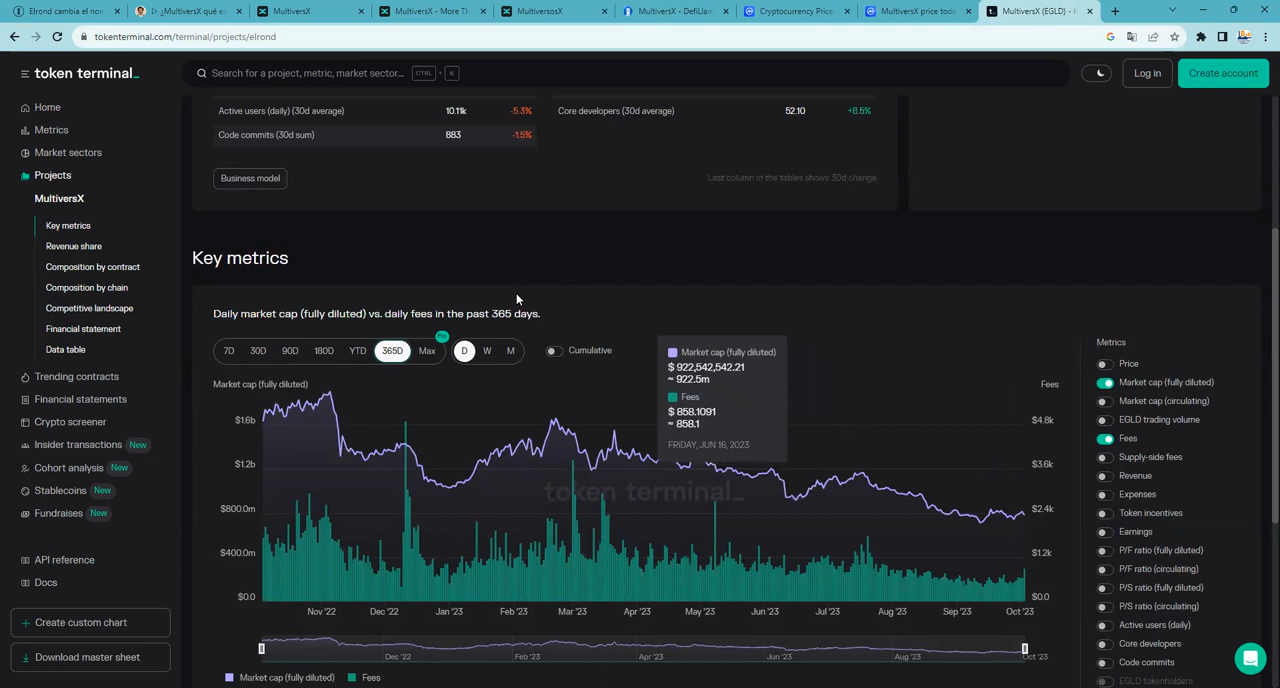 Elrond cambia el nom
¿MultiversX qué es
MultiversX
MultiversX - More Th
MultiversosX
MultiversX - DefiLlan
Cryptocurrency Price
MultiversX price toda
MultiversX (EGLD) - K
tokenterminal.com/terminal/projects/elrond
token terminal_
Search for a project, metric, market sector...
CTRL + K
Log in
Create account
Home
Metrics
Market sectors
Projects
MultiversX
Key metrics
Revenue share
Composition by contract
Composition by chain
Competitive landscape
Financial statement
Data table
Trending contracts
Financial statements
Crypto screener
Insider transactions New
Cohort analysis New
Stablecoins New
Fundraises New
API reference
Docs
+ Create custom chart
Download master sheet
Active users (daily) (30d average) 10.11k -5.3%
Core developers (30d average) 52.10 +8.5%
Code commits (30d sum) 883 -1.5%
Business model
Last column in the tables shows 30d change
Key metrics
Daily market cap (fully diluted) vs. daily fees in the past 365 days.
7D 30D 90D 180D YTD 365D Max Pro
D W M
Cumulative
Market cap (fully diluted)
Fees
$16b
$12b
$800.0m
$400.0m
$0.0
$4.8k
$3.6k
$2.4k
$12k
$0.0
Market cap (fully diluted)
$ 922,542,542.21
≈ 922.5m
Fees
$ 858.1091
≈ 858.1
FRIDAY, JUN 16, 2023
token terminal_
Nov '22 Dec '22 Jan '23 Feb '23 Mar '23 Apr '23 May '23 Jun '23 Jul '23 Aug '23 Sep '23 Oct '23
Dec '22 Feb '23 Apr '23 Jun '23 Aug '23 Oct '23
Market cap (fully diluted) Fees
Metrics
Price
Market cap (fully diluted)
Market cap (circulating)
EGLD trading volume
Fees
Supply-side fees
Revenue
Expenses
Token incentives
Earnings
P/F ratio (fully diluted)
P/F ratio (circulating)
P/S ratio (fully diluted)
P/S ratio (circulating)
Active users (daily)
Core developers
Code commits
EGLD tokenholders